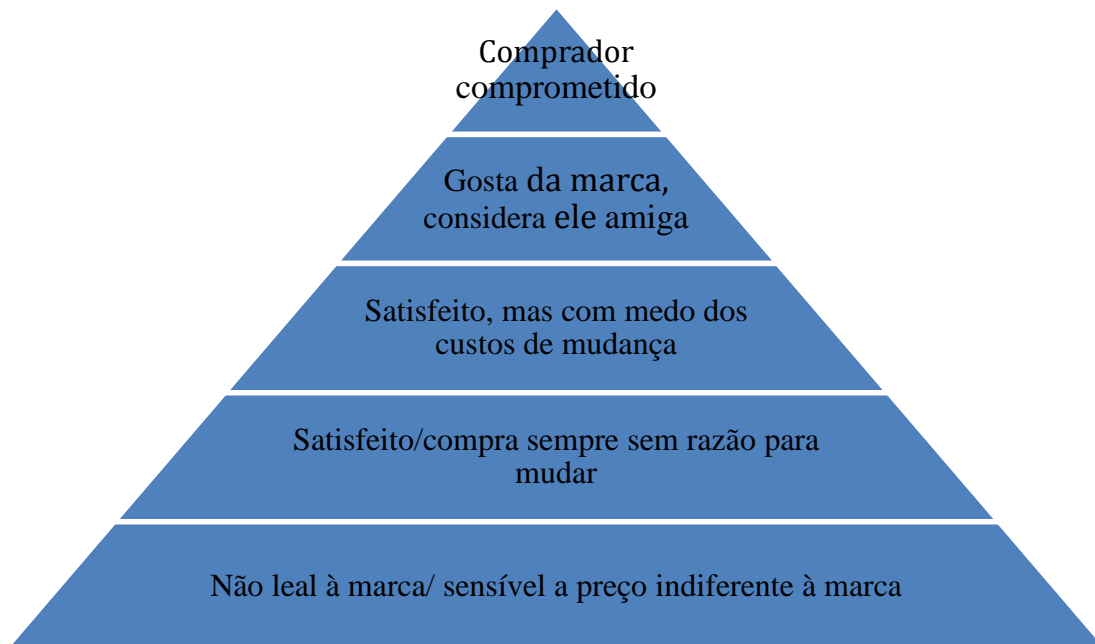 Comprador
comprometido
Gosta da marca,
considera ele amiga
Satisfeito, mas com medo dos
custos de mudança
Satisfeito/compra sempre sem razão para
mudar
Não leal à marca/ sensível a preço indiferente à marca